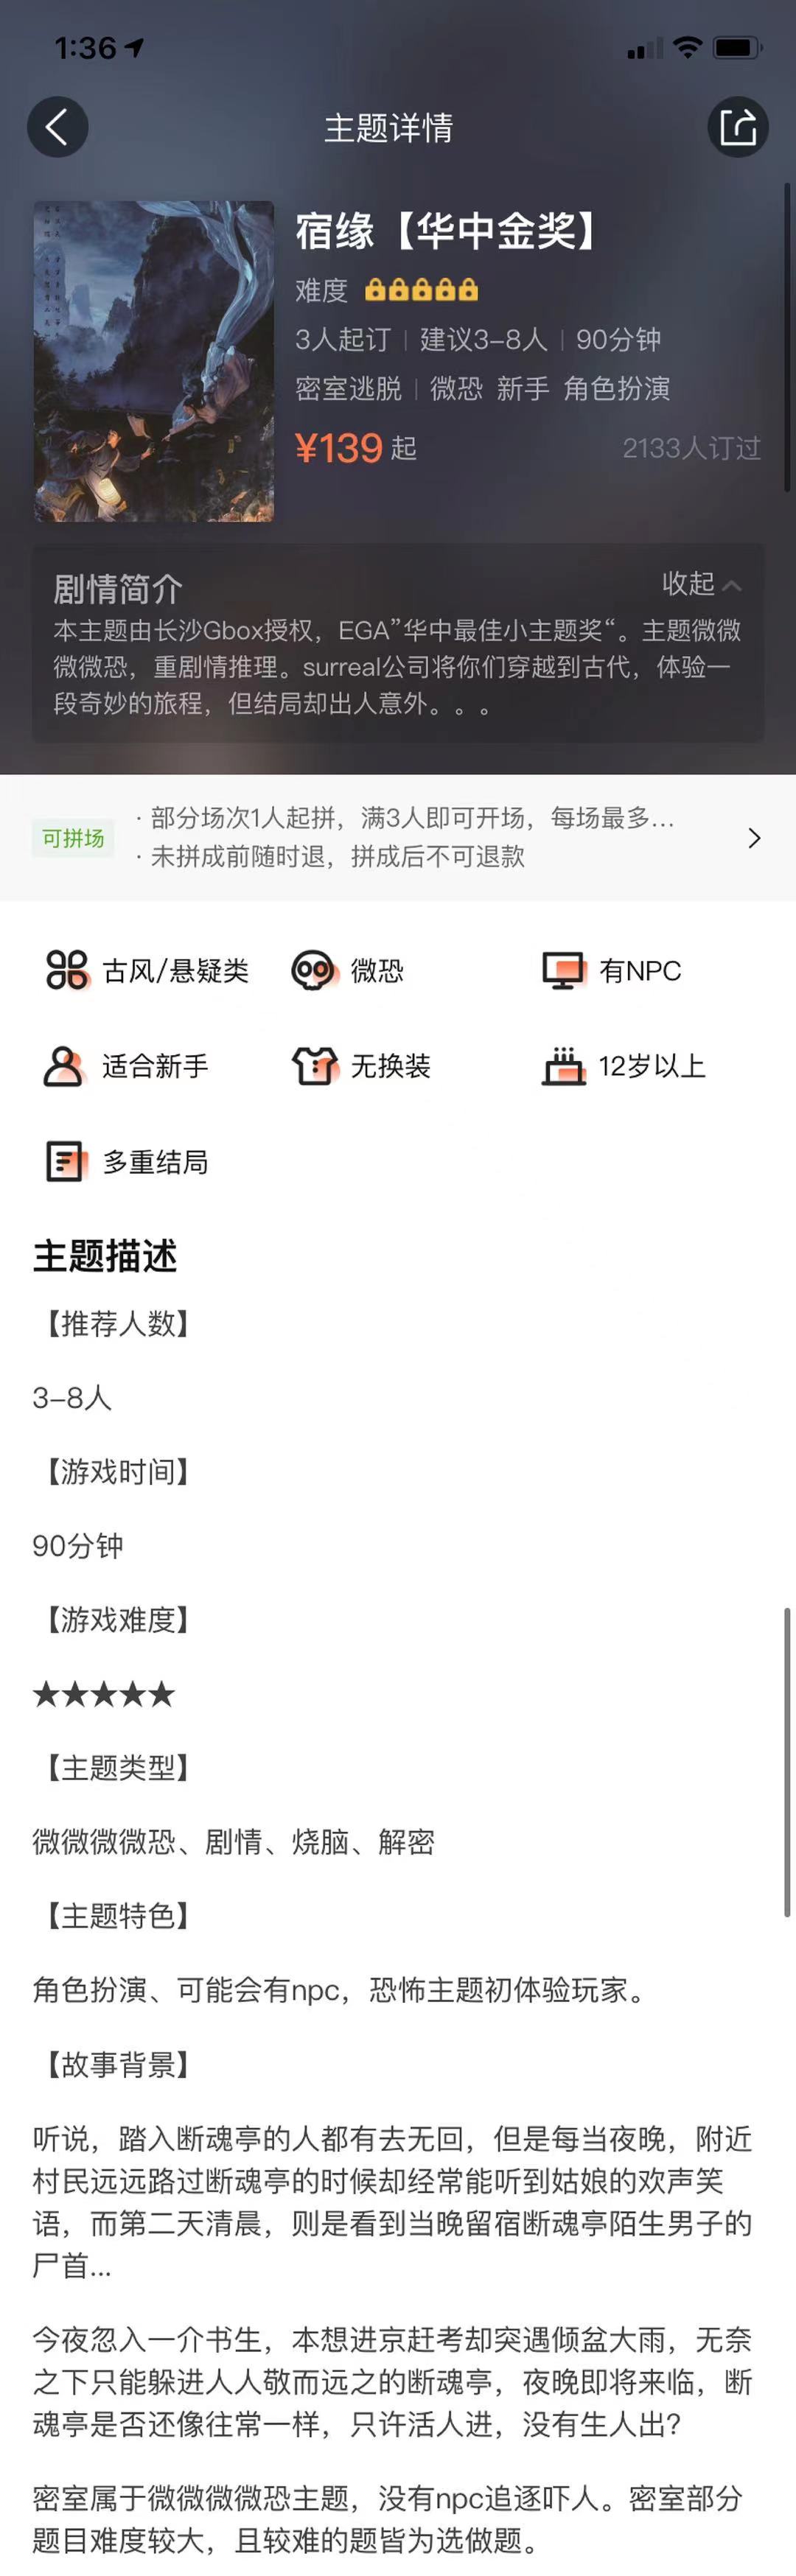 1:36
主题详情
宿缘【华中金奖】
难度
3人起订 | 建议3-8人 | 90分钟
密室逃脱 | 微恐 新手 角色扮演
¥139 起
2133人订过
剧情简介
收起
本主题由长沙Gbox授权，EGA”华中最佳小主题奖“。主题微微
微微恐，重剧情推理。surreal公司将你们穿越到古代，体验一
段奇妙的旅程，但结局却出人意外。。。
可拼场
· 部分场次1人起拼，满3人即可开场，每场最多...
· 未拼成前随时退，拼成后不可退款
古风/悬疑类
微恐
有NPC
适合新手
无换装
12岁以上
多重结局
主题描述
【推荐人数】
3-8人
【游戏时间】
90分钟
【游戏难度】
★★★★★
【主题类型】
微微微微恐、剧情、烧脑、解密
【主题特色】
角色扮演、可能会有npc，恐怖主题初体验玩家。
【故事背景】
听说，踏入断魂亭的人都有去无回，但是每当夜晚，附近
村民远远路过断魂亭的时候却经常能听到姑娘的欢声笑
语，而第二天清晨，则是看到当晚留宿断魂亭陌生男子的
尸首...
今夜忽入一介书生，本想进京赶考却突遇倾盆大雨，无奈
之下只能躲进人人敬而远之的断魂亭，夜晚即将来临，断
魂亭是否还像往常一样，只许活人进，没有生人出?
密室属于微微微微恐主题，没有npc追逐吓人。密室部分
题目难度较大，且较难的题皆为选做题。